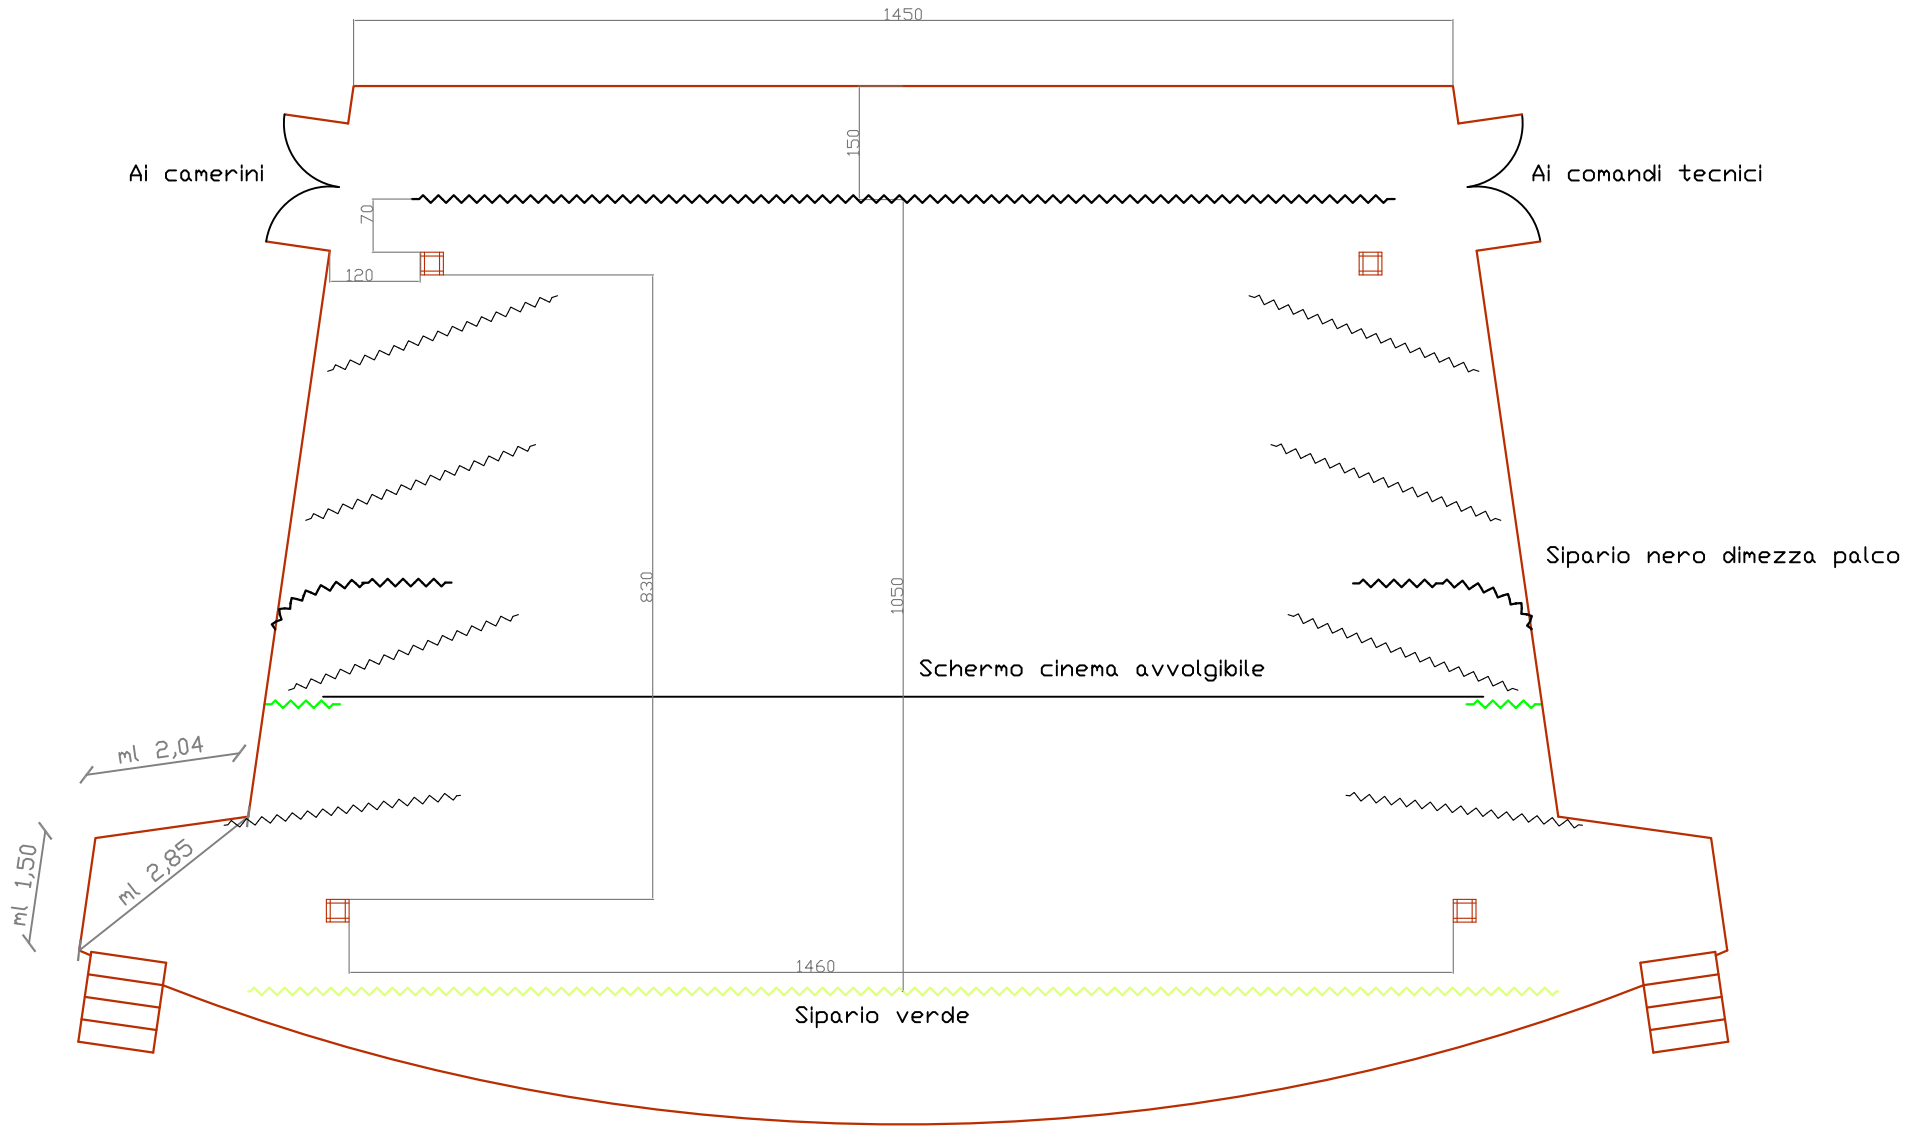 1450
150
Ai camerini
Ai comandi tecnici
70
120
Sipario nero dimezza palco
830
1050
Schermo cinema avvolgibile
ml 2,04
ml 1,50
ml 2,85
1460
Sipario verde